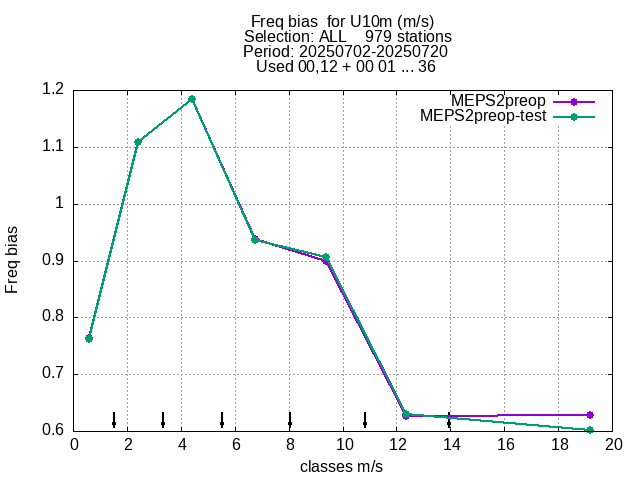 Freq bias  for U10m (m/s)
Selection: ALL    979 stations
Period: 20250702-20250720
Used 00,12 + 00 01 ... 36
MEPS2preop
MEPS2preop-test
1.2
1.1
1
0.9
0.8
0.7
0.6
Freq bias
0 2 4 6 8 10 12 14 16 18 20
classes m/s